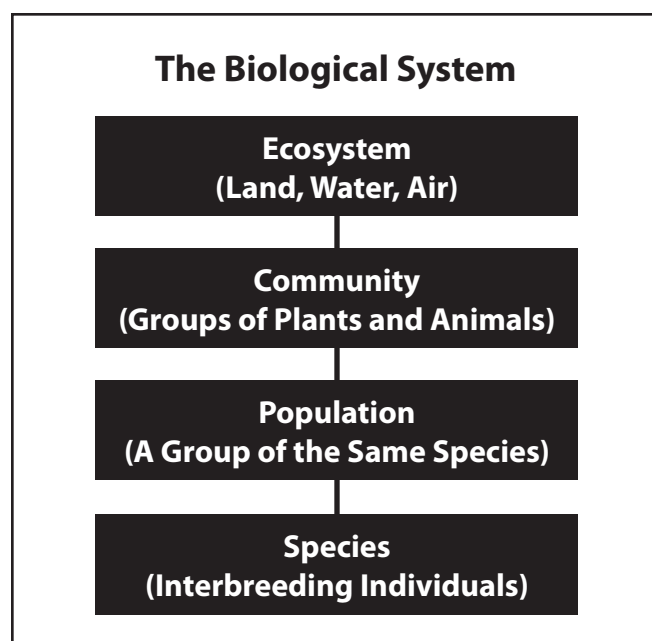 The Biological System
Ecosystem
(Land, Water, Air)
Community
(Groups of Plants and Animals)
Population
(A Group of the Same Species)
Species
(Interbreeding Individuals)